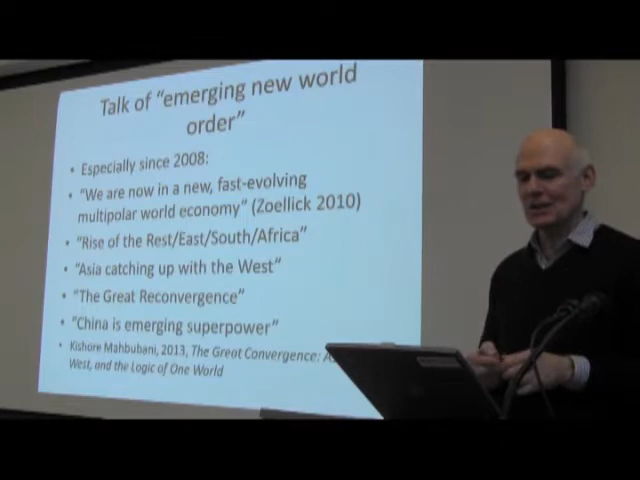 Talk of “emerging new world
order”
• Especially since 2008:
• “We are now in a new, fast-evolving
multipolar world economy” (Zoellick 2010)
• “Rise of the Rest/East/South/Africa”
• “Asia catching up with the West”
• “The Great Reconvergence”
• “China is emerging superpower”
• Kishore Mahbubani, 2013, The Great Convergence:
West, and the Logic of One World